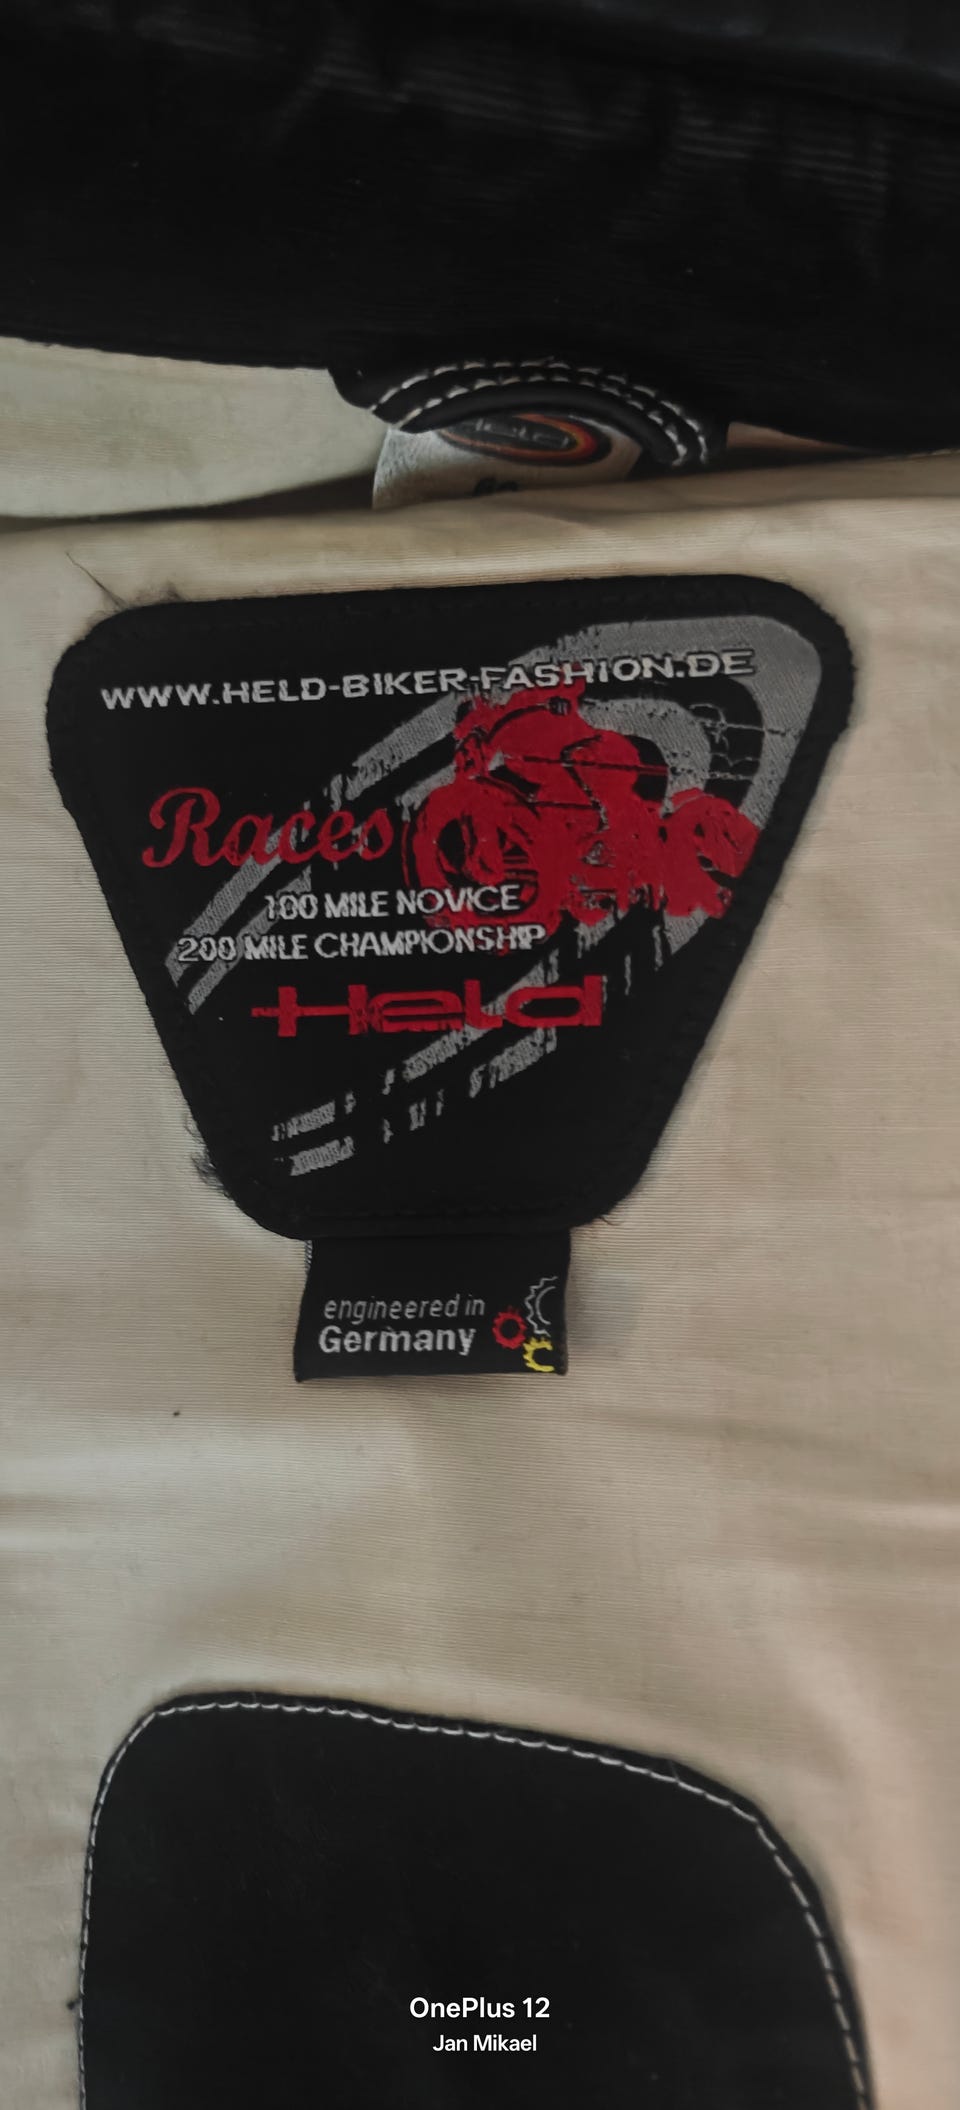 WWW.HELD-BIKER-FASHION.DE
Races
100 MILE NOVICE
200 MILE CHAMPIONSHIP
Held
engineered in
Germany
OnePlus 12
Jan Mikael